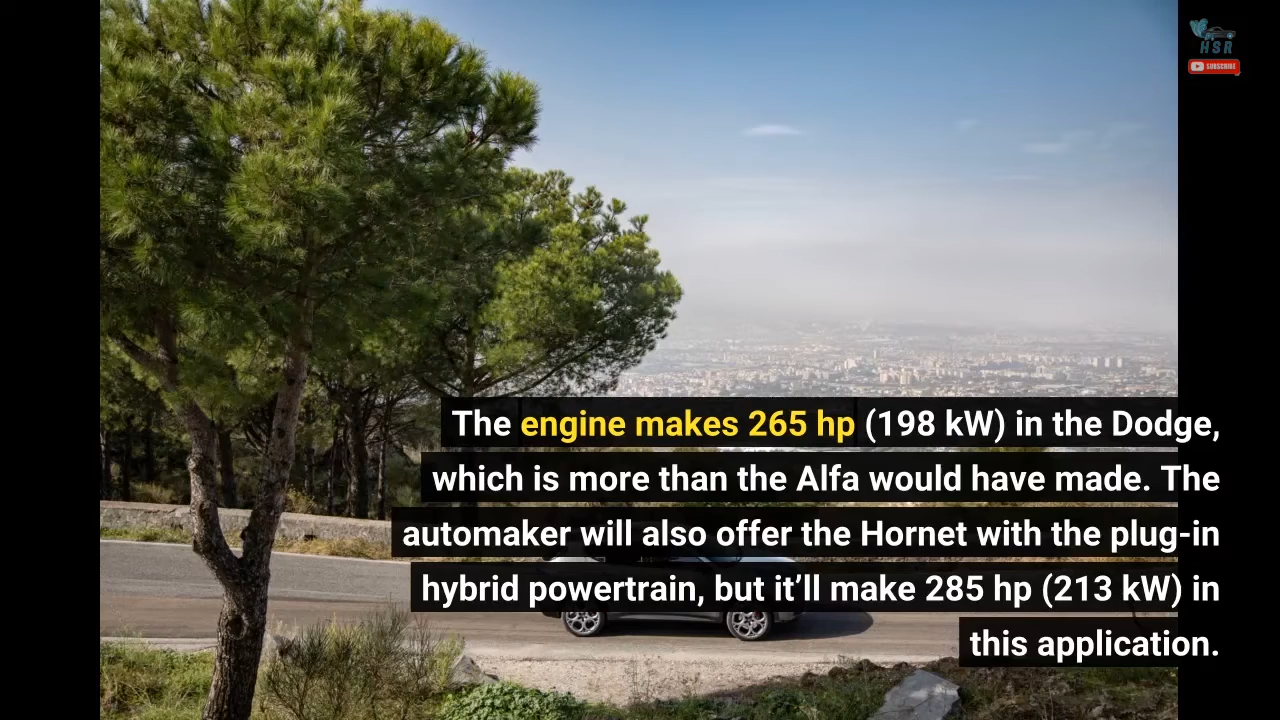 HSR
SUBSCRIBE
The engine makes 265 hp (198 kW) in the Dodge,
which is more than the Alfa would have made. The
automaker will also offer the Hornet with the plug-in
hybrid powertrain, but it’ll make 285 hp (213 kW) in
this application.